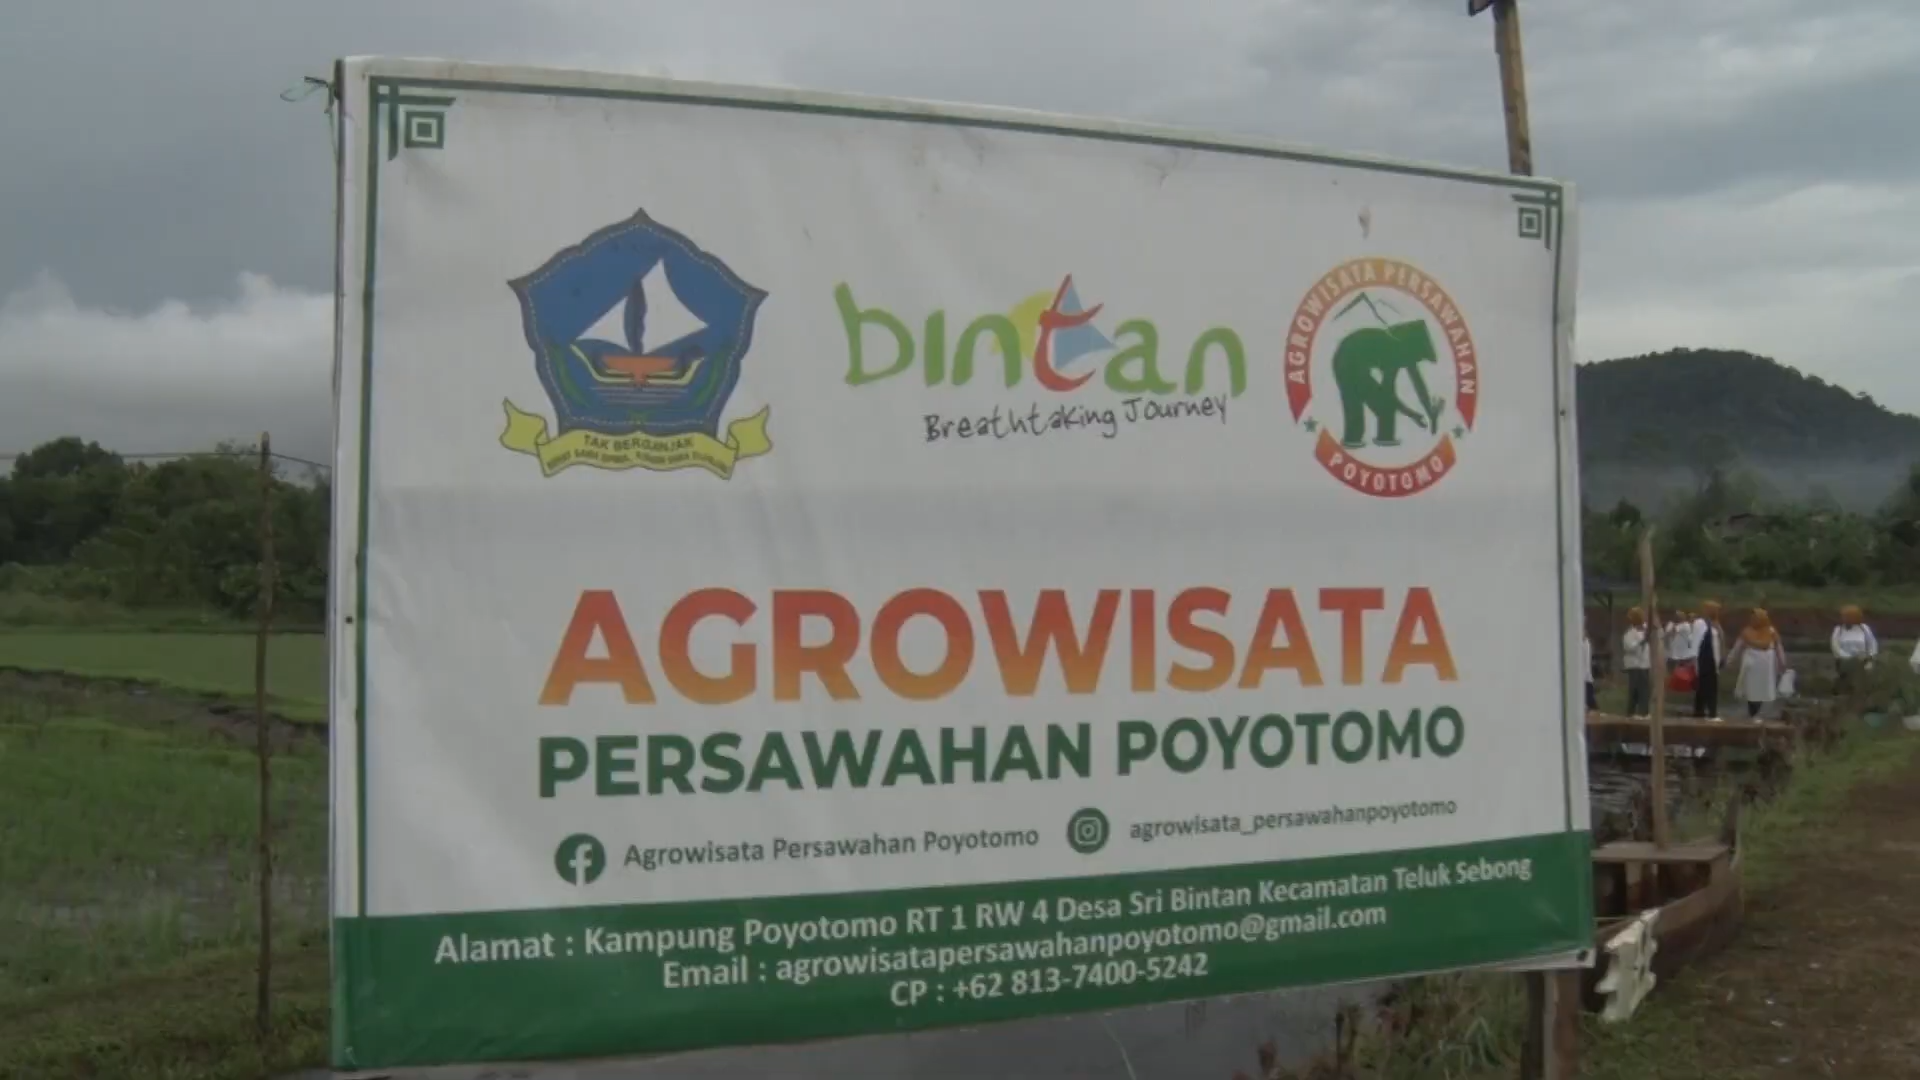 TAK BERGANJAK
bintan
Breathtaking Journey
AGROWISATA PERSAWAHAN
POYOTOMO
AGROWISATA
PERSAWAHAN POYOTOMO
Agrowisata Persawahan Poyotomo
agrowisata_persawahanpoyotomo
Alamat : Kampung Poyotomo RT 1 RW 4 Desa Sri Bintan Kecamatan Teluk Sebong
Email : agrowisatapersawahanpoyotomo@gmail.com
CP : +62 813-7400-5242